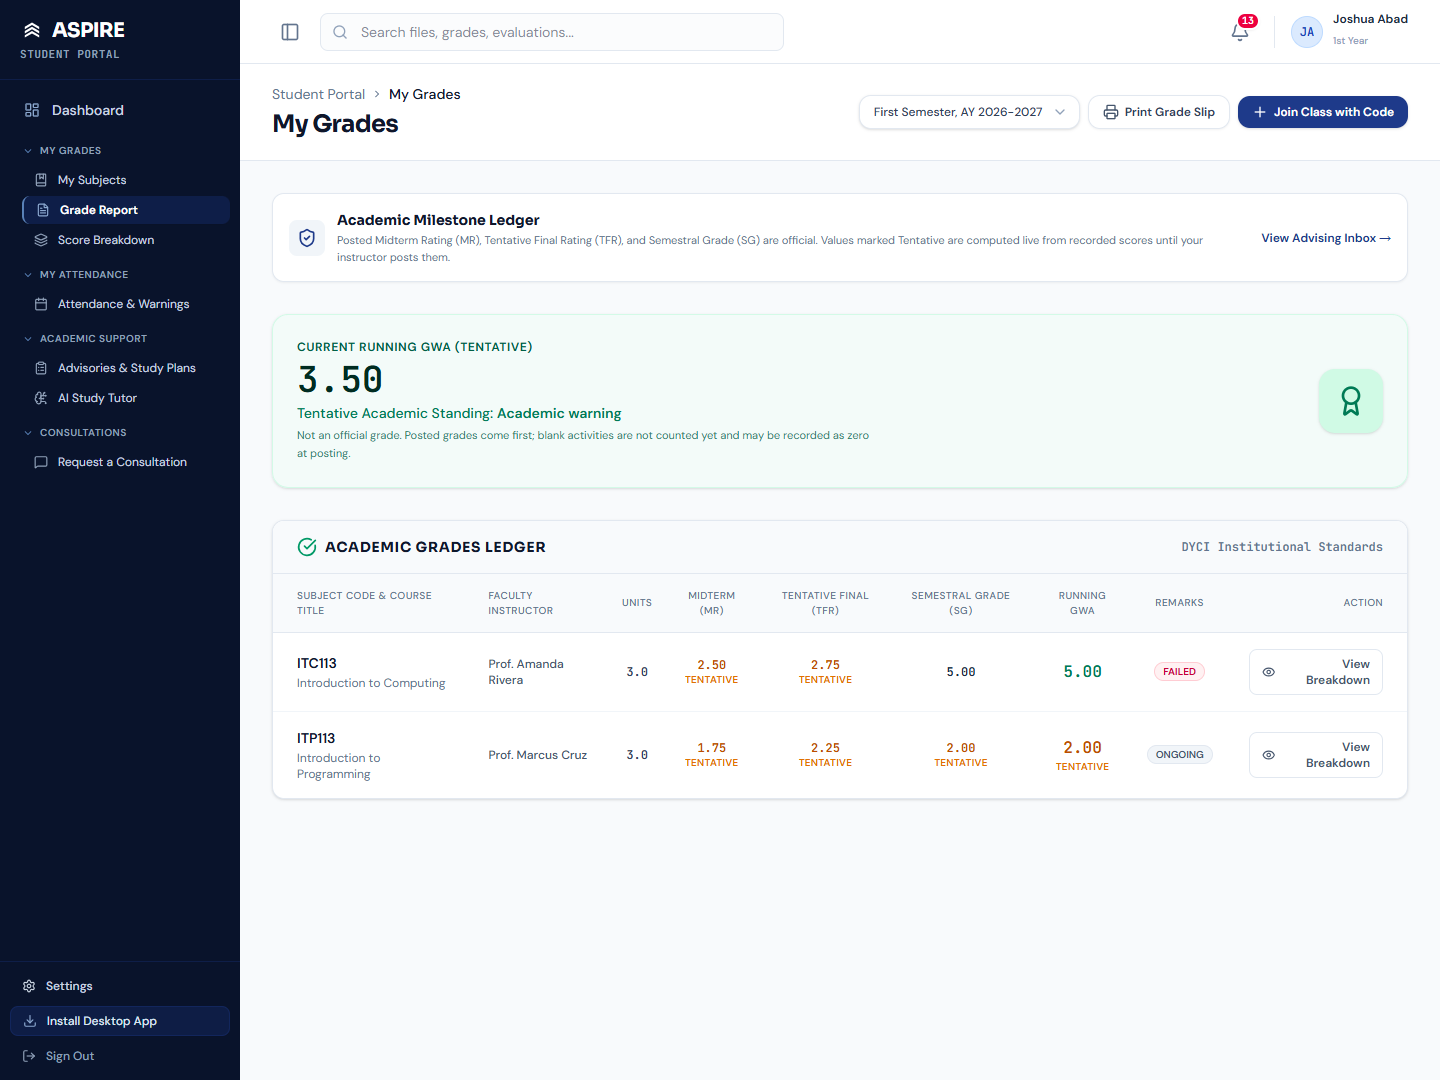 ASPIRE
STUDENT PORTAL
Dashboard
MY GRADES
My Subjects
Grade Report
Score Breakdown
MY ATTENDANCE
Attendance & Warnings
ACADEMIC SUPPORT
Advisories & Study Plans
AI Study Tutor
CONSULTATIONS
Request a Consultation
Settings
Install Desktop App
Sign Out
Search files, grades, evaluations...
13
JA
Joshua Abad
1st Year
Student Portal > My Grades
My Grades
First Semester, AY 2026-2027
Print Grade Slip
+ Join Class with Code
Academic Milestone Ledger
Posted Midterm Rating (MR), Tentative Final Rating (TFR), and Semestral Grade (SG) are official. Values marked Tentative are computed live from recorded scores until your
instructor posts them.
View Advising Inbox →
CURRENT RUNNING GWA (TENTATIVE)
3.50
Tentative Academic Standing: Academic warning
Not an official grade. Posted grades come first; blank activities are not counted yet and may be recorded as zero
at posting.
ACADEMIC GRADES LEDGER
DYCI Institutional Standards
SUBJECT CODE & COURSE
TITLE
FACULTY
INSTRUCTOR
UNITS
MIDTERM
(MR)
TENTATIVE FINAL
(TFR)
SEMESTRAL GRADE
(SG)
RUNNING
GWA
REMARKS
ACTION
ITC113
Introduction to Computing
Prof. Amanda
Rivera
3.0
2.50
TENTATIVE
2.75
TENTATIVE
5.00
5.00
FAILED
View
Breakdown
ITP113
Introduction to
Programming
Prof. Marcus Cruz
3.0
1.75
TENTATIVE
2.25
TENTATIVE
2.00
TENTATIVE
2.00
TENTATIVE
ONGOING
View
Breakdown